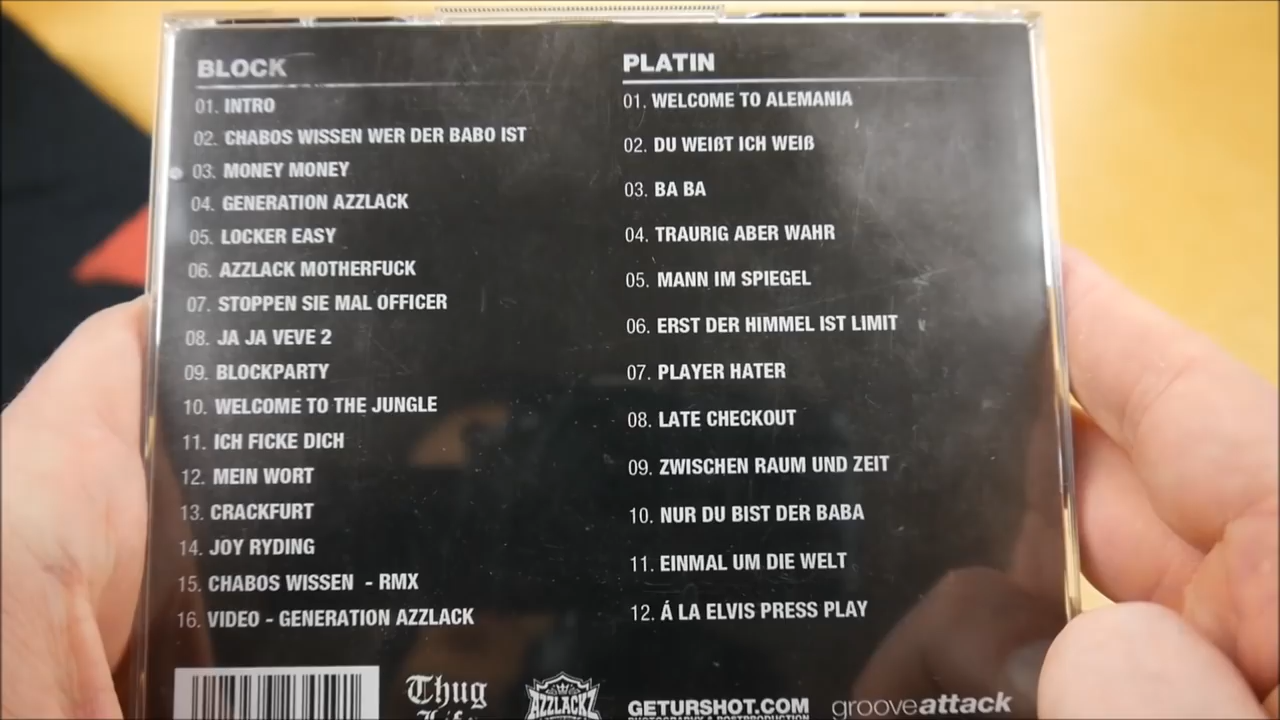 BLOCK
01. INTRO
02. CHABOS WISSEN WER DER BABO IST
03. MONEY MONEY
04. GENERATION AZZLACK
05. LOCKER EASY
06. AZZLACK MOTHERFUCK
07. STOPPEN SIE MAL OFFICER
08. JA JA VEVE 2
09. BLOCKPARTY
10. WELCOME TO THE JUNGLE
11. ICH FICKE DICH
12. MEIN WORT
13. CRACKFURT
14. JOY RYDING
15. CHABOS WISSEN - RMX
16. VIDEO - GENERATION AZZLACK
PLATIN
01. WELCOME TO ALEMANIA
02. DU WEIßT ICH WEIß
03. BA BA
04. TRAURIG ABER WAHR
05. MANN IM SPIEGEL
06. ERST DER HIMMEL IST LIMIT
07. PLAYER HATER
08. LATE CHECKOUT
09. ZWISCHEN RAUM UND ZEIT
10. NUR DU BIST DER BABA
11. EINMAL UM DIE WELT
12. Á LA ELVIS PRESS PLAY
Thug
Life
AZZLACKZ
GETURSHOT.COM
PHOTOGRAPHY & POSTPRODUCTION
grooveattack